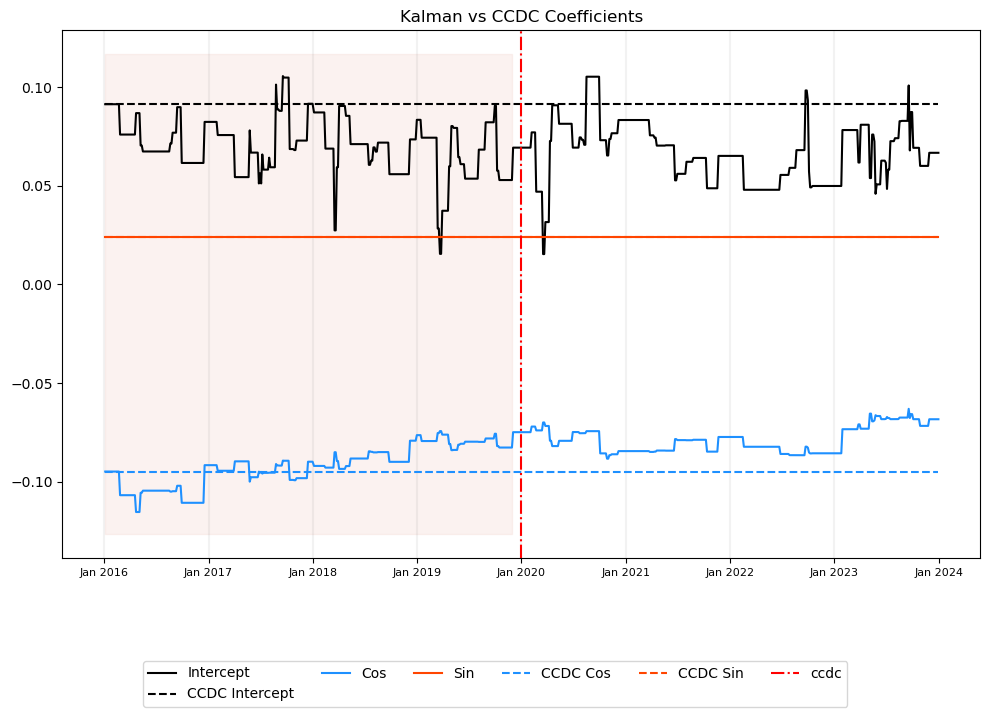 Kalman vs CCDC Coefficients
0.10
0.05
0.00
−0.05
−0.10
Jan 2016 Jan 2017 Jan 2018 Jan 2019 Jan 2020 Jan 2021 Jan 2022 Jan 2023 Jan 2024
Intercept Cos Sin CCDC Cos CCDC Sin ccdc
CCDC Intercept